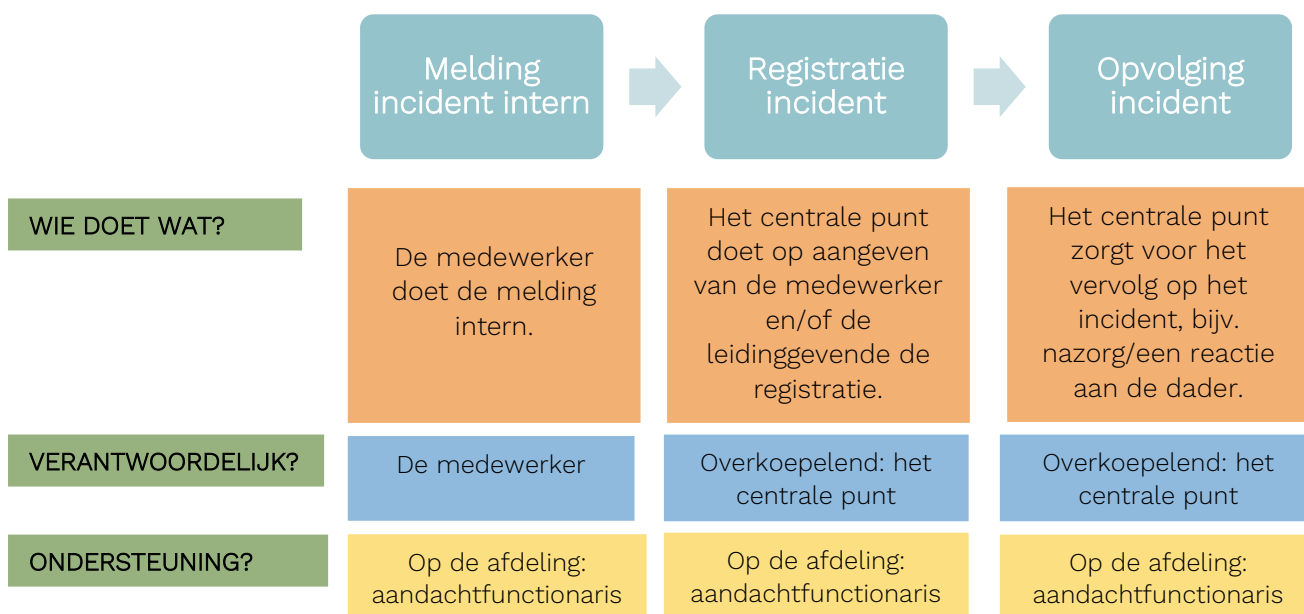 Melding
incident intern
Registratie
incident
Opvolging
incident
WIE DOET WAT?
De medewerker
doet de melding
intern.
Het centrale punt
doet op aangeven
van de medewerker
en/of de
leidinggevende de
registratie.
Het centrale punt
zorgt voor het
vervolg op het
incident, bijv.
nazorg/een reactie
aan de dader.
VERANTWOORDELIJK?
De medewerker
Overkoepelend: het
centrale punt
Overkoepelend: het
centrale punt
ONDERSTEUNING?
Op de afdeling:
aandachtfunctionaris
Op de afdeling:
aandachtfunctionaris
Op de afdeling:
aandachtfunctionaris